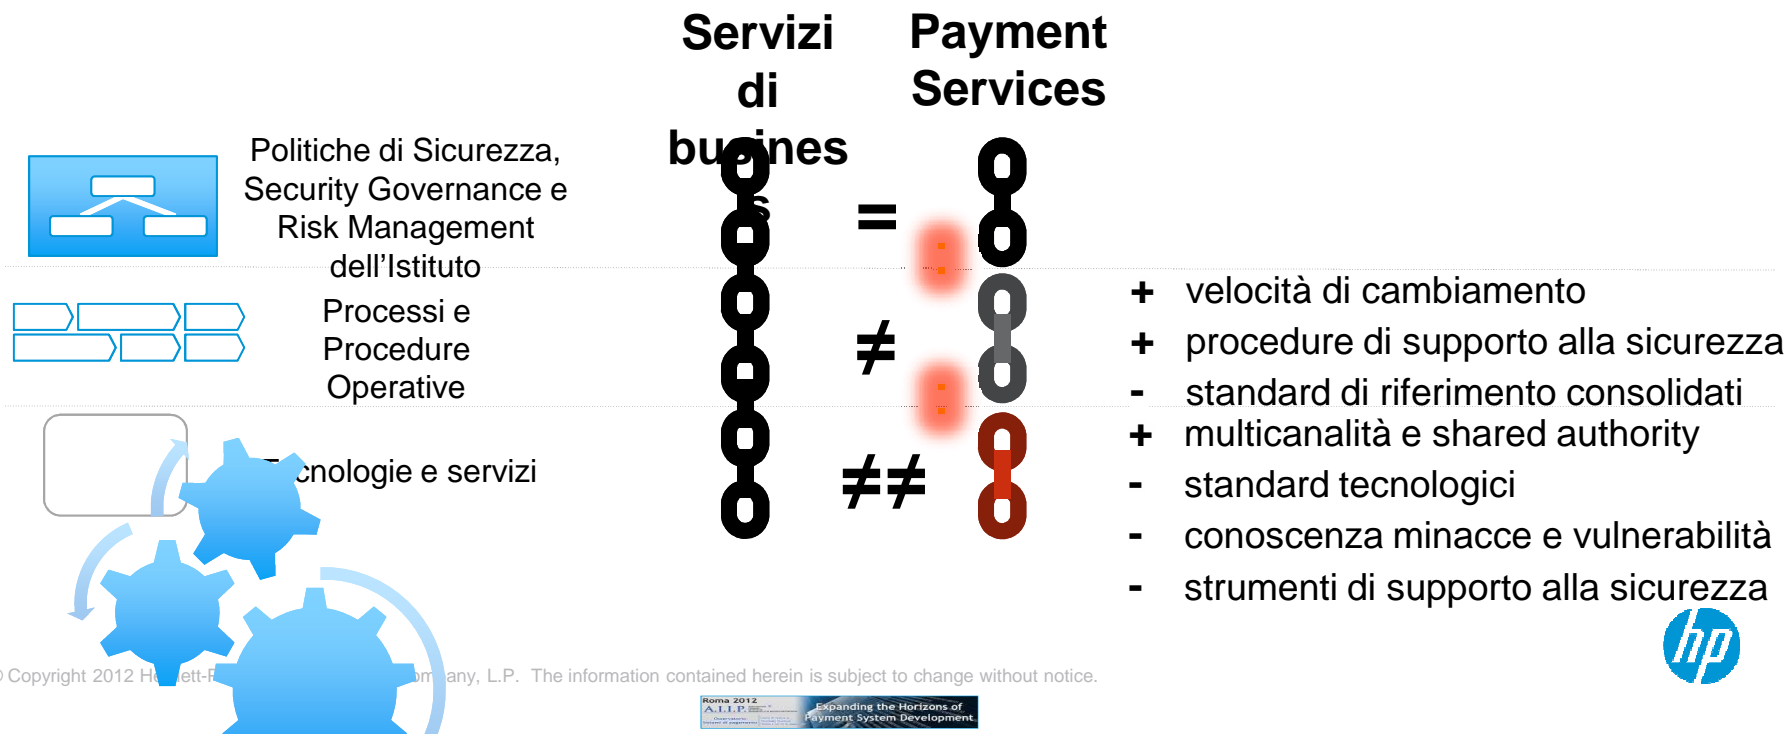 Servizi
di
busines
s
Payment
Services
Politiche di Sicurezza,
Security Governance e
Risk Management
dell'Istituto
=
Processi e
Procedure
Operative
≠
+ velocità di cambiamento
+ procedure di supporto alla sicurezza
- standard di riferimento consolidati
Tecnologie e servizi
≠≠
+ multicanalità e shared authority
- standard tecnologici
- conoscenza minacce e vulnerabilità
- strumenti di supporto alla sicurezza
hp
© Copyright 2012 Company, L.P. The information contained herein is subject to change without notice.
Roma 2012
A.I.I.P.
Expanding the Horizons of
Payment System Development